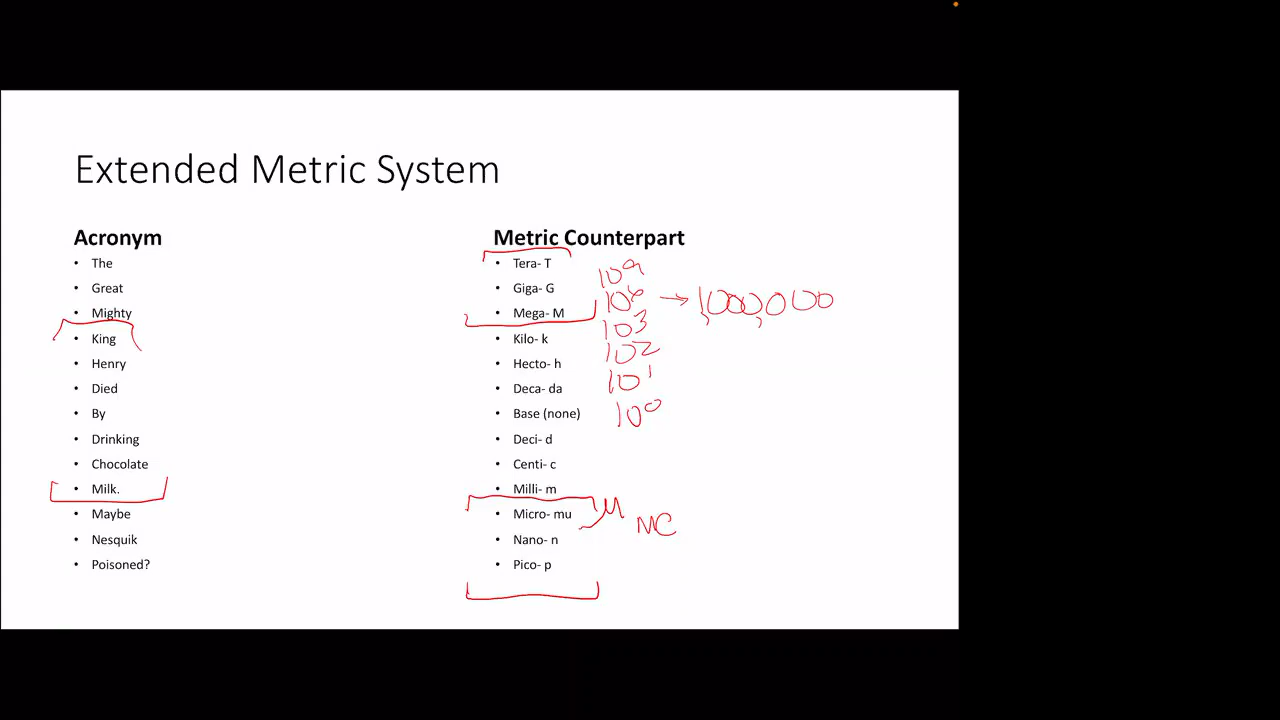 Extended Metric System
Acronym
• The
• Great
• Mighty
• King
• Henry
• Died
• By
• Drinking
• Chocolate
• Milk.
• Maybe
• Nesquik
• Poisoned?
Metric Counterpart
• Tera- T
• Giga- G
• Mega- M
• Kilo- k
• Hecto- h
• Deca- da
• Base (none)
• Deci- d
• Centi- c
• Milli- m
• Micro- mu
• Nano- n
• Pico- p
10⁹
10⁶ → 1,000,000
10³
10²
10¹
10⁰
MC